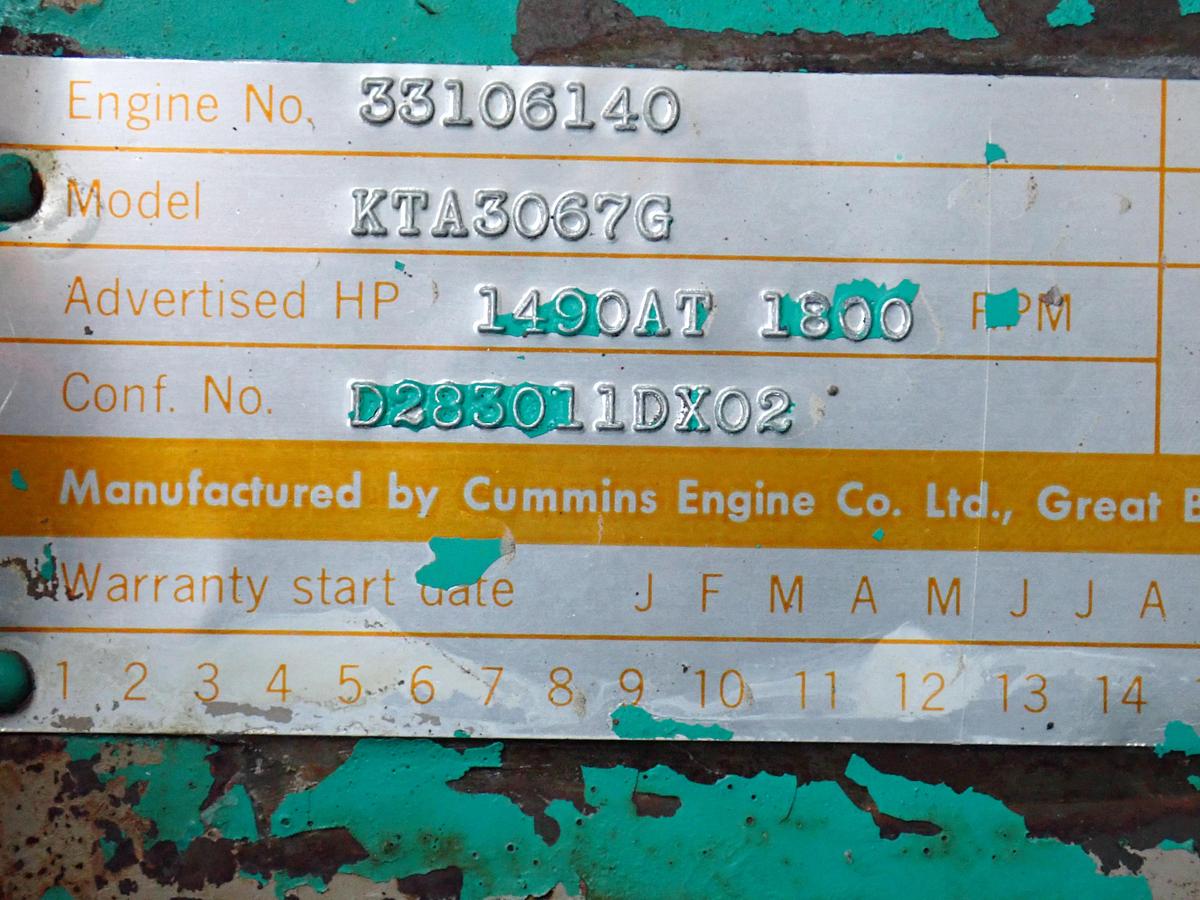 Engine No. 33106140
Model KTA3067G
Advertised HP 1490AT 1800 RPM
Conf. No. D283011DX02
Manufactured by Cummins Engine Co. Ltd., Great
Warranty start date J F M A M J J A
1 2 3 4 5 6 7 8 9 10 11 12 13 14